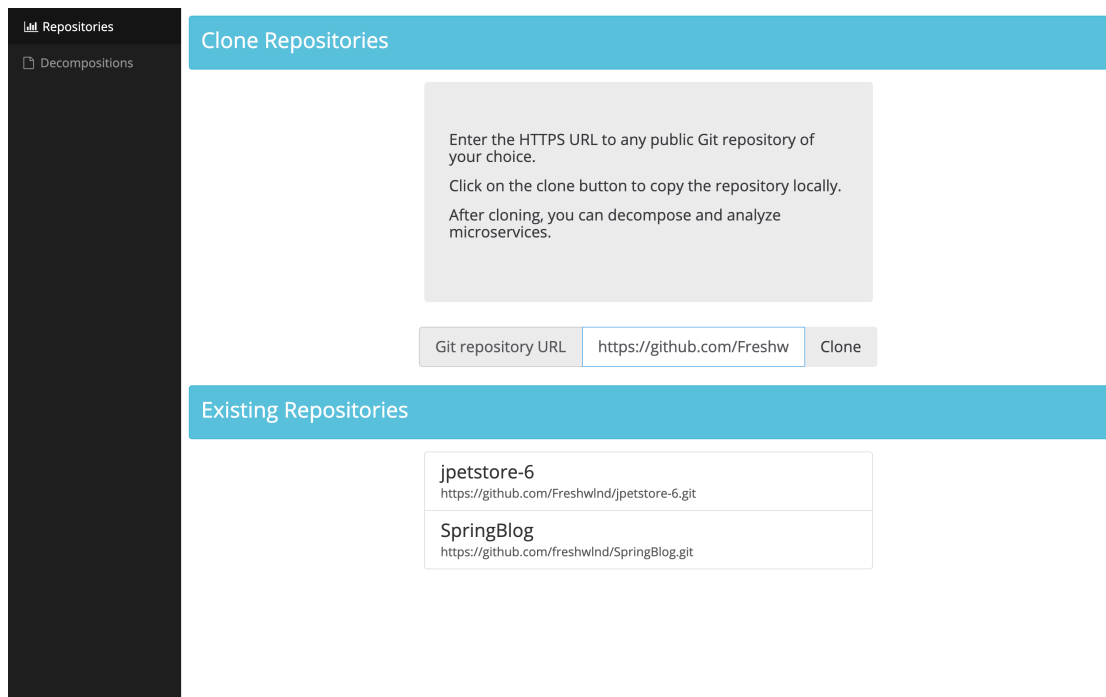 Repositories
Decompositions
Clone Repositories
Enter the HTTPS URL to any public Git repository of
your choice.
Click on the clone button to copy the repository locally.
After cloning, you can decompose and analyze
microservices.
Git repository URL
https://github.com/Freshw
Clone
Existing Repositories
jpetstore-6
https://github.com/Freshwlnd/jpetstore-6.git
SpringBlog
https://github.com/freshwlnd/SpringBlog.git